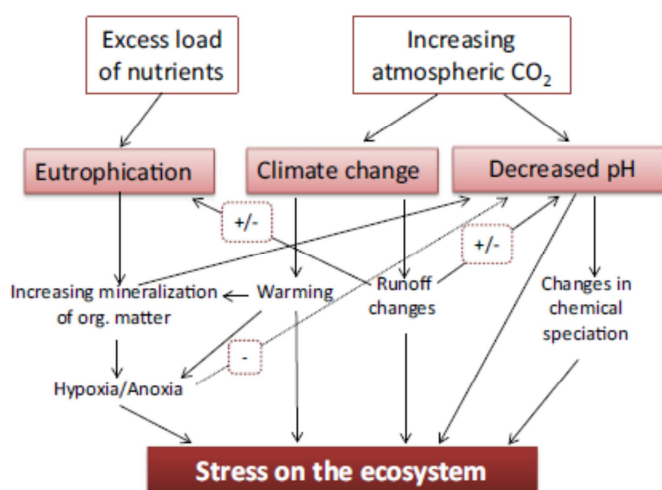 Excess load
of nutrients
Increasing
atmospheric CO₂
Eutrophication
Climate change
Decreased pH
+/-
+/-
Increasing mineralization
of org. matter
Warming
Runoff
changes
Changes in
chemical
speciation
-
Hypoxia/Anoxia
Stress on the ecosystem